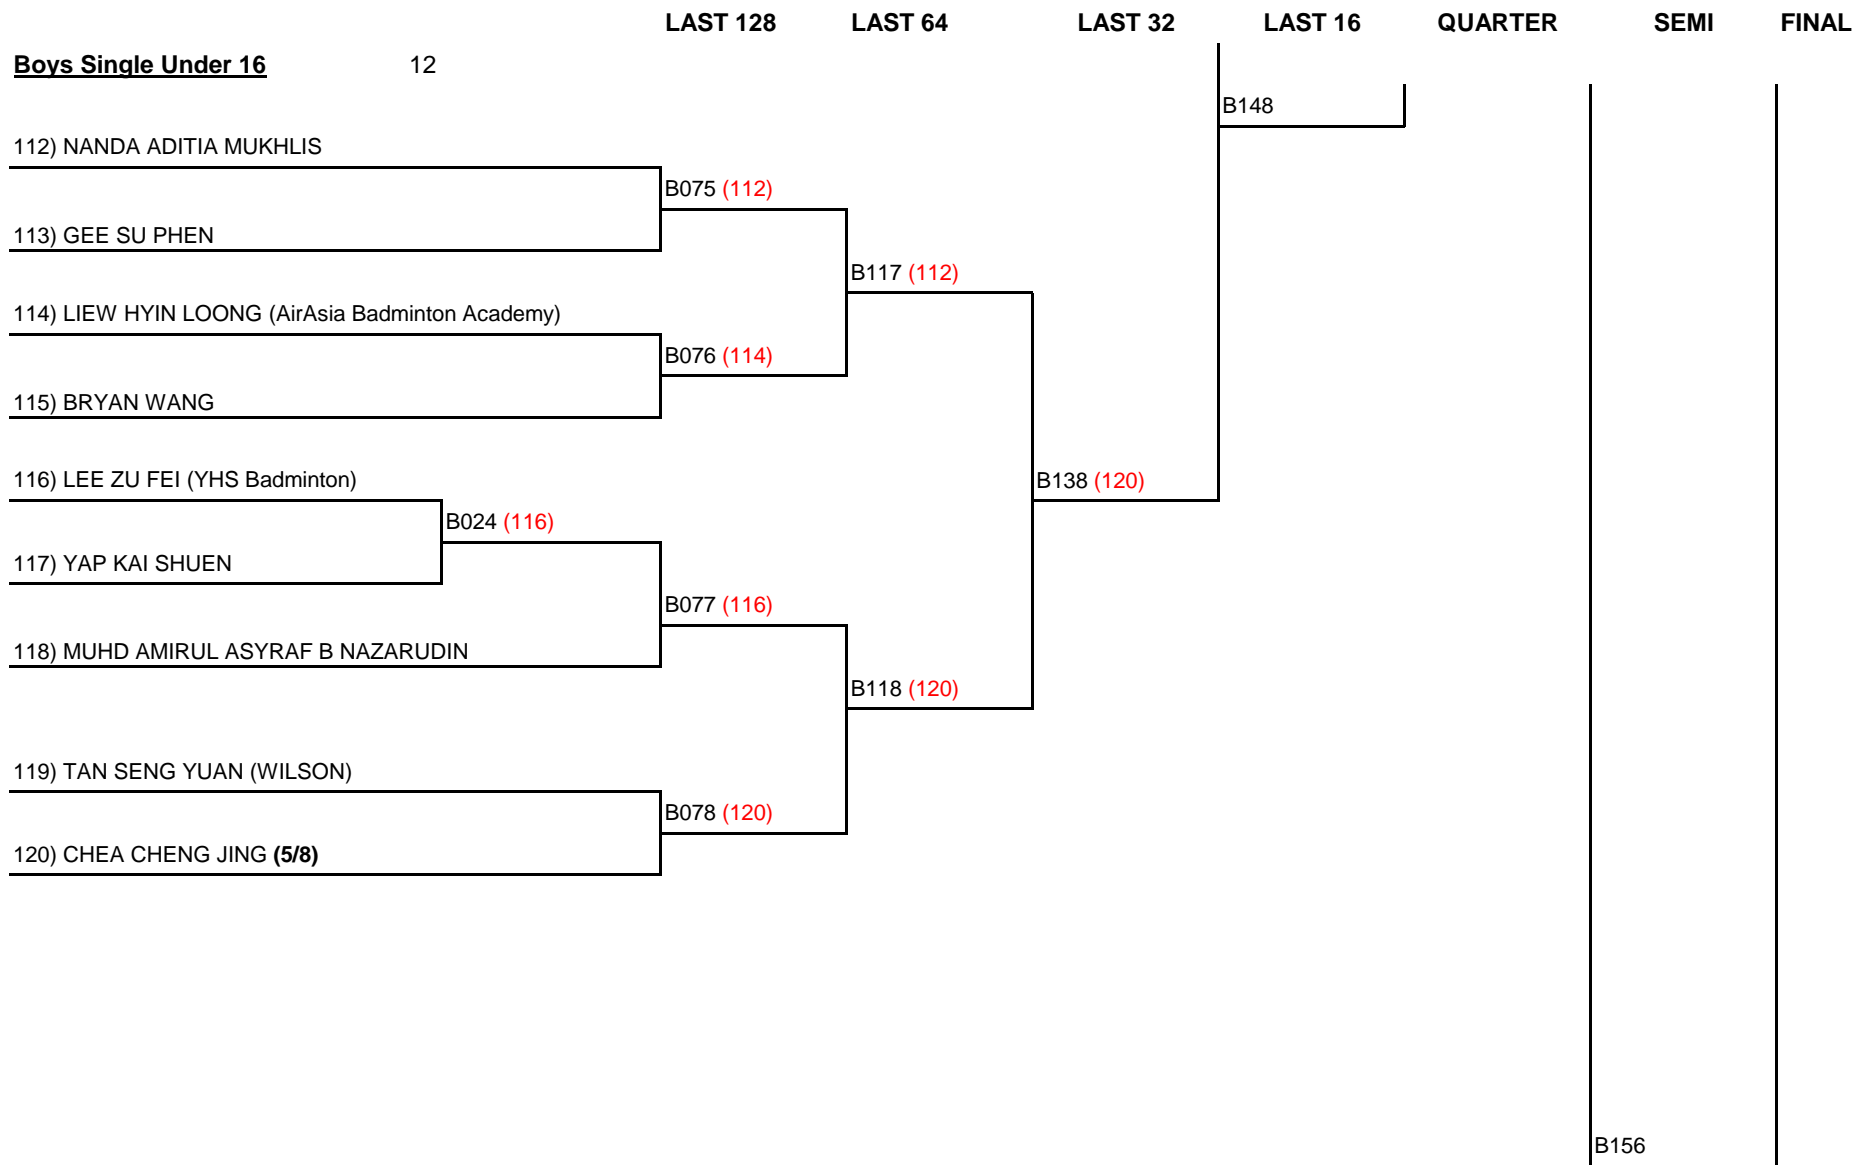 LAST 128 LAST 64 LAST 32 LAST 16 QUARTER SEMI FINAL
Boys Single Under 16 12
B148
112) NANDA ADITIA MUKHLIS
B075 (112)
113) GEE SU PHEN
B117 (112)
114) LIEW HYIN LOONG (AirAsia Badminton Academy)
B076 (114)
115) BRYAN WANG
116) LEE ZU FEI (YHS Badminton)
B138 (120)
B024 (116)
117) YAP KAI SHUEN
B077 (116)
118) MUHD AMIRUL ASYRAF B NAZARUDIN
B118 (120)
119) TAN SENG YUAN (WILSON)
B078 (120)
120) CHEA CHENG JING (5/8)
B156